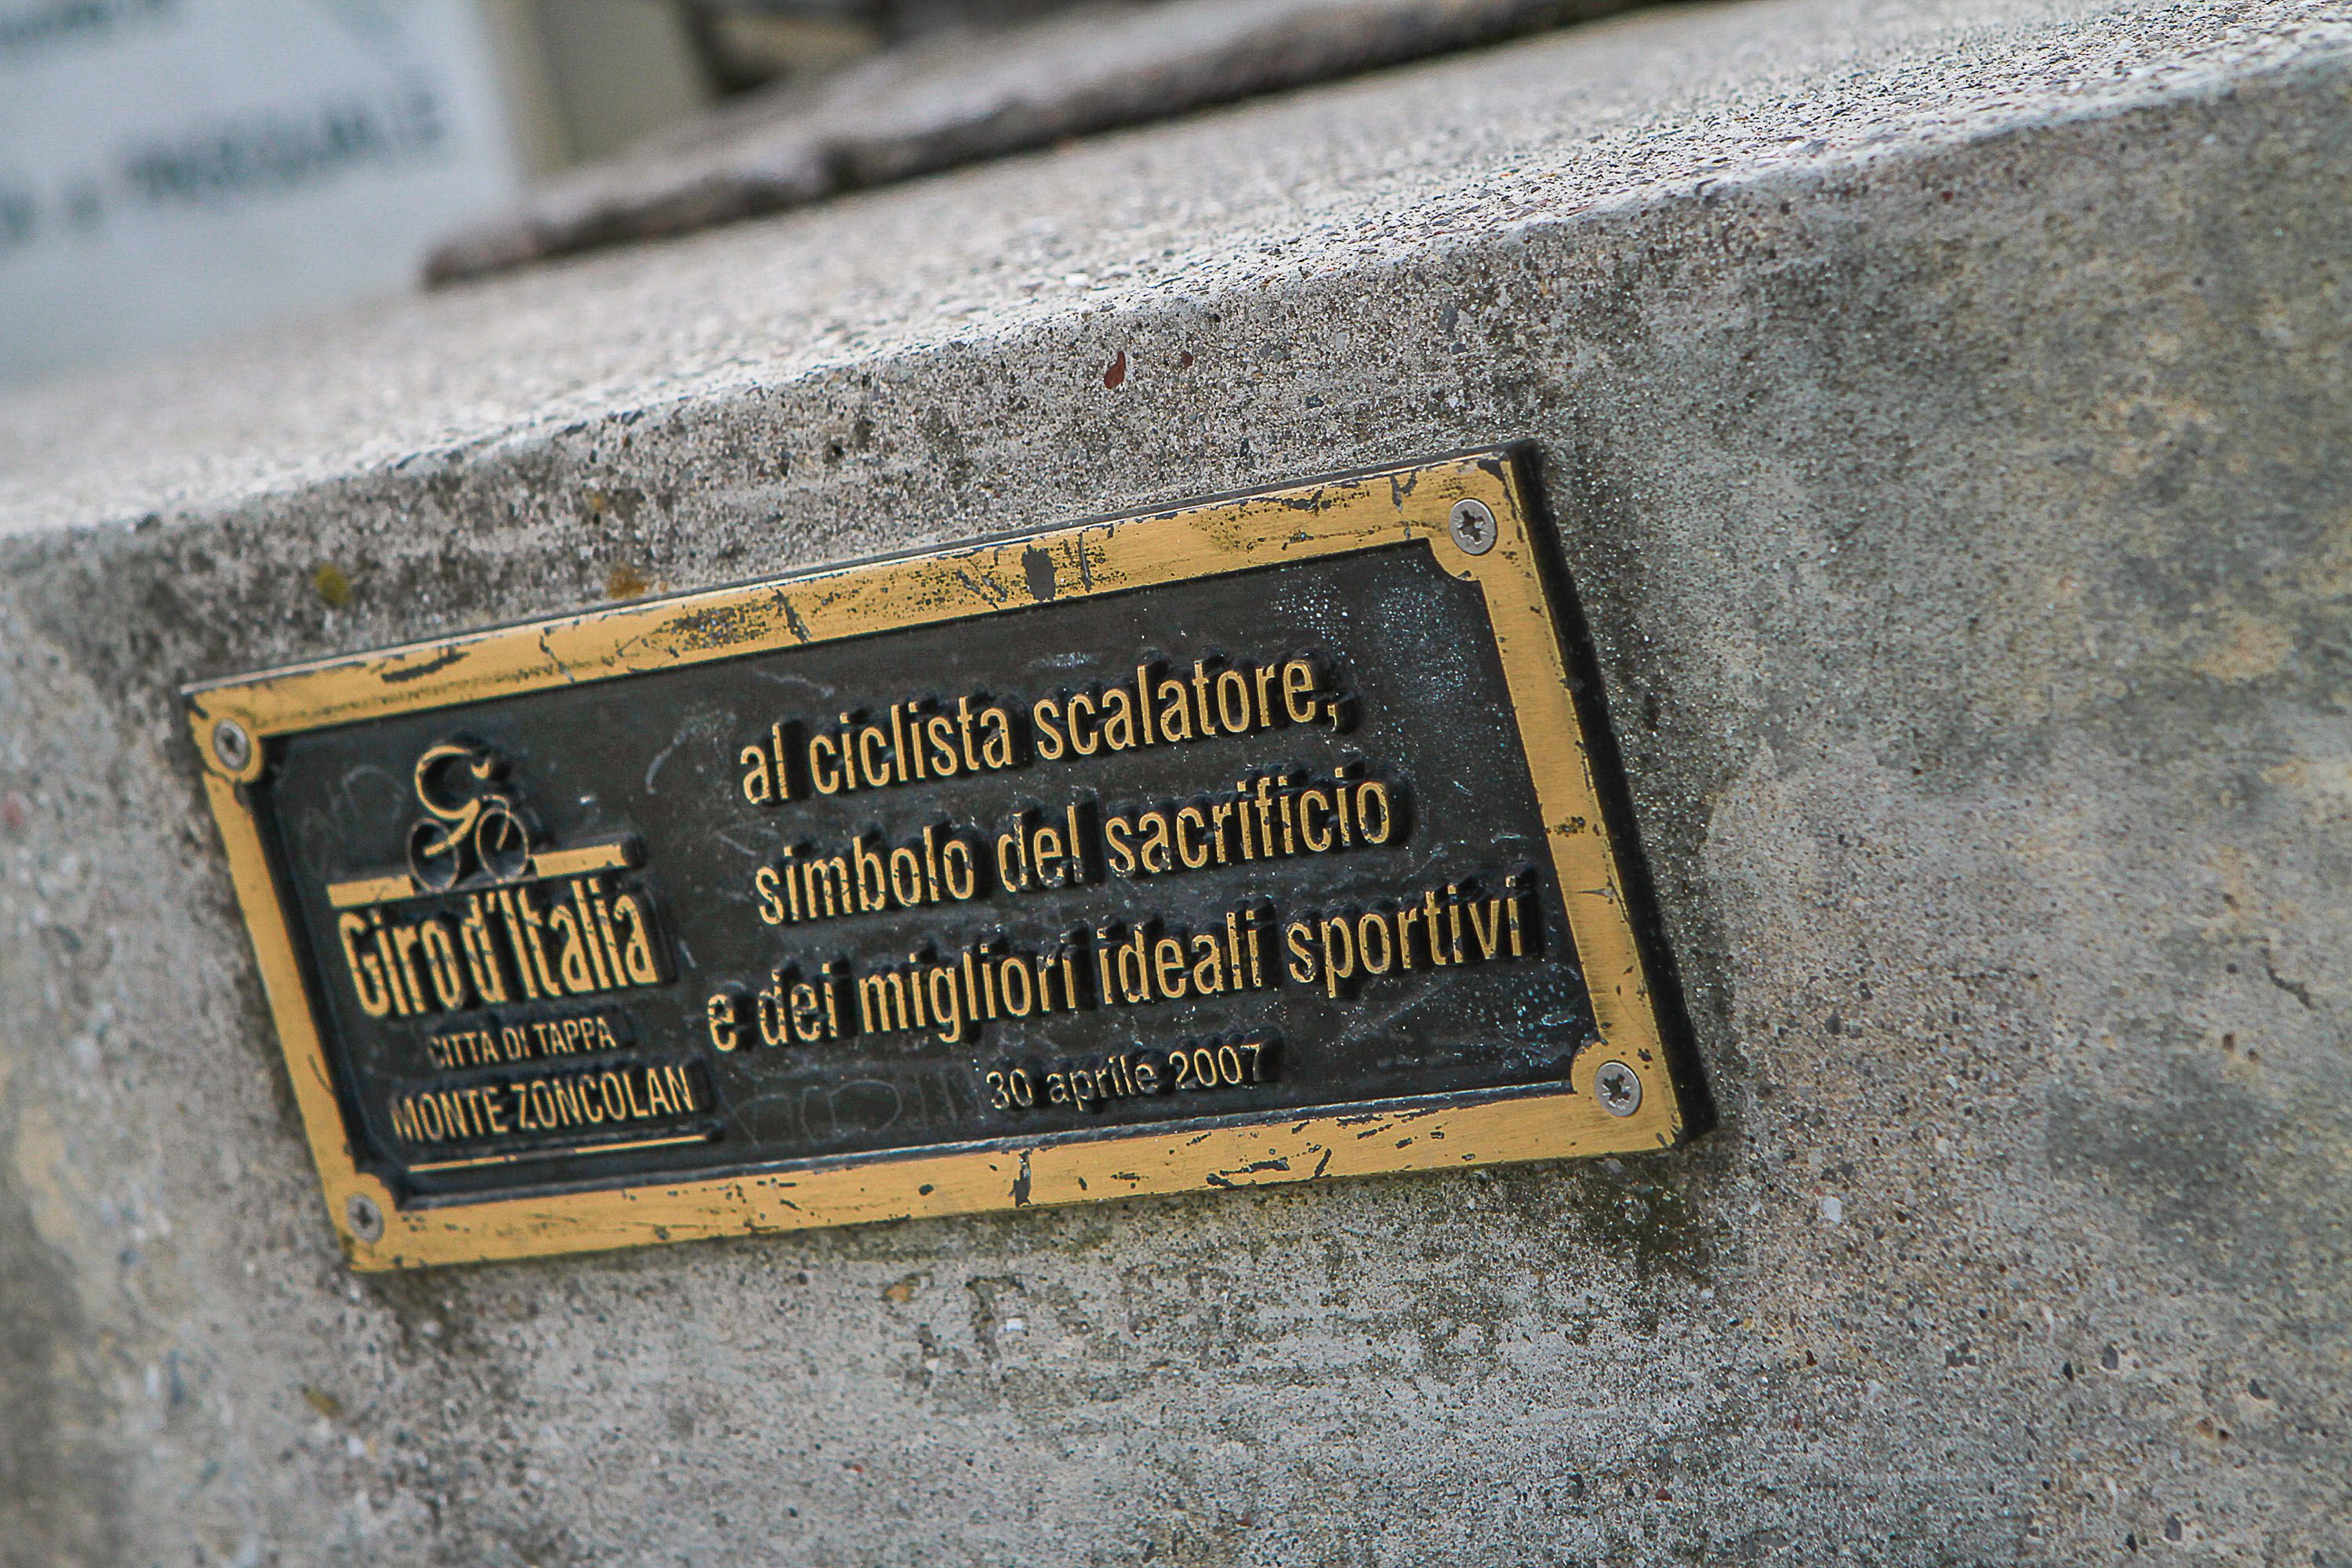 Giro d'Italia
CITTA DI TAPPA
MONTE ZONCOLAN
al ciclista scalatore,
simbolo del sacrificio
e dei migliori ideali sportivi
30 aprile 2007